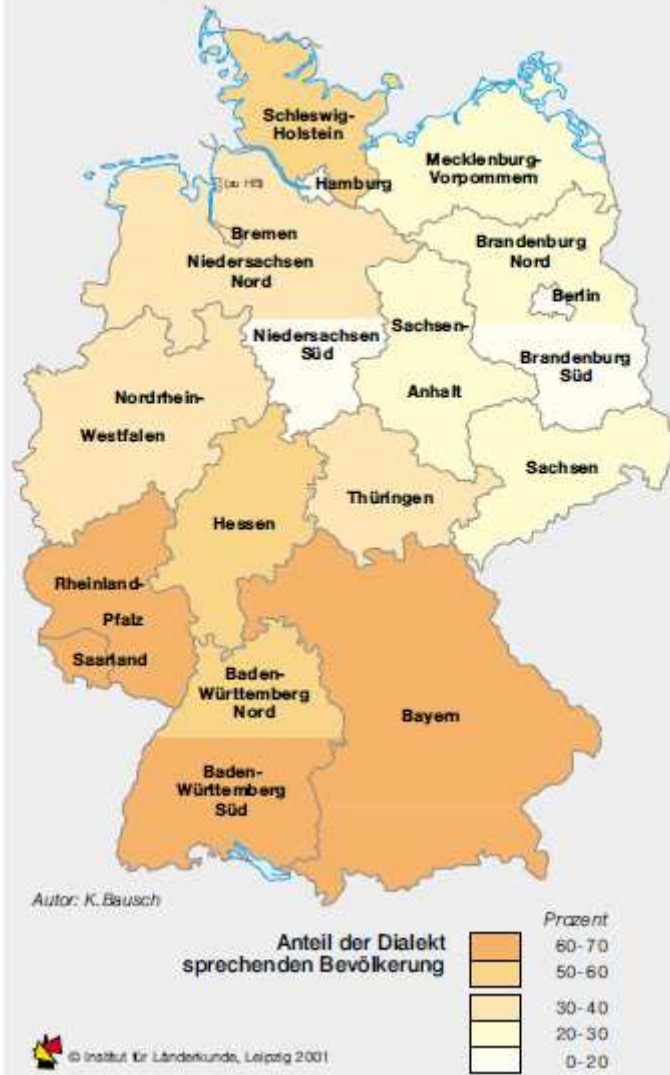 Schleswig-
Holstein
Mecklenburg-
Vorpommern
(zu HB)
Hamburg
Bremen
Niedersachsen
Nord
Brandenburg
Nord
Berlin
Niedersachsen
Süd
Sachsen-
Anhalt
Brandenburg
Süd
Nordrhein-
Westfalen
Sachsen
Thüringen
Hessen
Rheinland-
Pfalz
Saarland
Baden-
Württemberg
Nord
Bayern
Baden-
Württemberg
Süd
Autor: K.Bausch
Anteil der Dialekt
sprechenden Bevölkerung
Prozent
60-70
50-60
30-40
20-30
0-20
© Institut für Länderkunde, Leipzig 2001